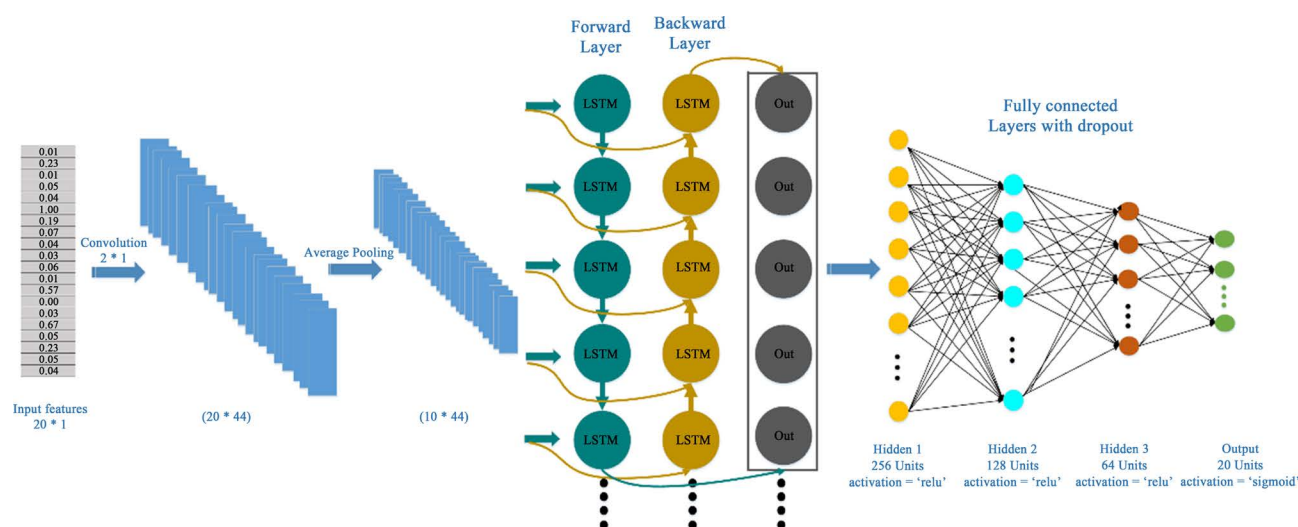 0.01
0.23
0.01
0.05
0.04
1.00
0.19
0.07
0.04
0.03
0.06
0.01
0.57
0.00
0.03
0.67
0.05
0.23
0.05
0.04
Input features
20 * 1
Convolution
2 * 1
(20 * 44)
Average Pooling
(10 * 44)
Forward
Layer
Backward
Layer
LSTM
LSTM
Out
LSTM
LSTM
Out
LSTM
LSTM
Out
LSTM
LSTM
Out
LSTM
LSTM
Out
Fully connected
Layers with dropout
Hidden 1
256 Units
activation = ‘relu’
Hidden 2
128 Units
activation = ‘relu’
Hidden 3
64 Units
activation = ‘relu’
Output
20 Units
activation = ‘sigmoid’